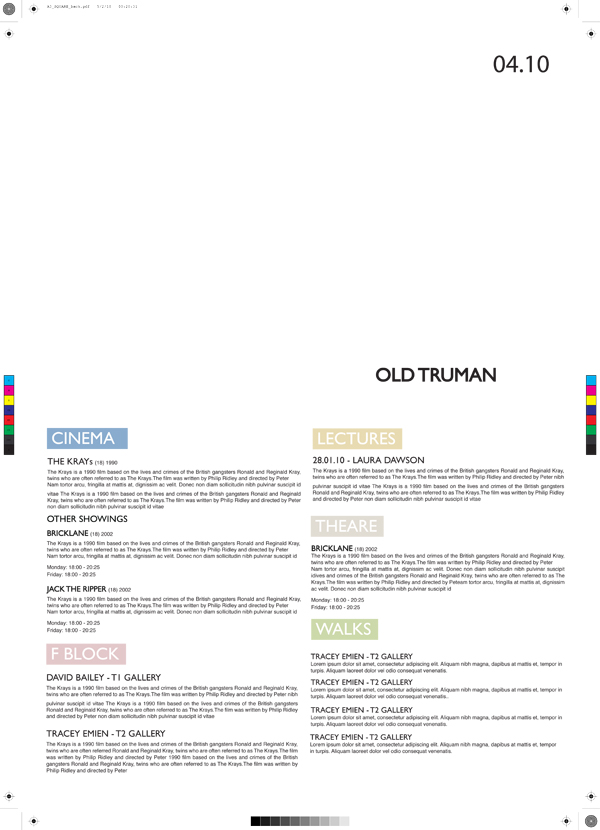 AC_SQUARE_back.pdf 5/2/10 00:20:31
04.10
OLD TRUMAN
CINEMA
THE KRAYs (18) 1990
The Krays is a 1990 film based on the lives and crimes of the British gangsters Ronald and Reginald Kray,
twins who are often referred to as The Krays.The film was written by Philip Ridley and directed by Peter
Nam tortor arcu, fringilla at mattis at, dignissim ac velit. Donec non diam sollicitudin nibh pulvinar suscipit id
vitae The Krays is a 1990 film based on the lives and crimes of the British gangsters Ronald and Reginald
Kray, twins who are often referred to as The Krays.The film was written by Philip Ridley and directed by Peter
non diam sollicitudin nibh pulvinar suscipit id vitae
OTHER SHOWINGS
BRICKLANE (18) 2002
The Krays is a 1990 film based on the lives and crimes of the British gangsters Ronald and Reginald Kray,
twins who are often referred to as The Krays.The film was written by Philip Ridley and directed by Peter
Nam tortor arcu, fringilla at mattis at, dignissim ac velit. Donec non diam sollicitudin nibh pulvinar suscipit id
Monday: 18:00 - 20:25
Friday: 18:00 - 20:25
JACK THE RIPPER (18) 2002
The Krays is a 1990 film based on the lives and crimes of the British gangsters Ronald and Reginald Kray,
twins who are often referred to as The Krays.The film was written by Philip Ridley and directed by Peter
Nam tortor arcu, fringilla at mattis at, dignissim ac velit. Donec non diam sollicitudin nibh pulvinar suscipit id
Monday: 18:00 - 20:25
Friday: 18:00 - 20:25
F BLOCK
DAVID BAILEY - T1 GALLERY
The Krays is a 1990 film based on the lives and crimes of the British gangsters Ronald and Reginald Kray,
twins who are often referred to as The Krays.The film was written by Philip Ridley and directed by Peter nibh
pulvinar suscipit id vitae The Krays is a 1990 film based on the lives and crimes of the British gangsters
Ronald and Reginald Kray, twins who are often referred to as The Krays.The film was written by Philip Ridley
and directed by Peter non diam sollicitudin nibh pulvinar suscipit id vitae
TRACEY EMIEN - T2 GALLERY
The Krays is a 1990 film based on the lives and crimes of the British gangsters Ronald and Reginald Kray,
twins who are often referred Ronald and Reginald Kray, twins who are often referred to as The Krays.The film
was written by Philip Ridley and directed by Peter 1990 film based on the lives and crimes of the British
gangsters Ronald and Reginald Kray, twins who are often referred to as The Krays.The film was written by
Philip Ridley and directed by Peter
LECTURES
28.01.10 - LAURA DAWSON
The Krays is a 1990 film based on the lives and crimes of the British gangsters Ronald and Reginald Kray,
twins who are often referred to as The Krays.The film was written by Philip Ridley and directed by Peter nibh
pulvinar suscipit id vitae The Krays is a 1990 film based on the lives and crimes of the British gangsters
Ronald and Reginald Kray, twins who are often referred to as The Krays.The film was written by Philip Ridley
and directed by Peter non diam sollicitudin nibh pulvinar suscipit id vitae
THEARE
BRICKLANE (18) 2002
The Krays is a 1990 film based on the lives and crimes of the British gangsters Ronald and Reginald Kray,
twins who are often referred to as The Krays.The film was written by Philip Ridley and directed by Peter
Nam tortor arcu, fringilla at mattis at, dignissim ac velit. Donec non diam sollicitudin nibh pulvinar suscipit
idives and crimes of the British gangsters Ronald and Reginald Kray, twins who are often referred to as The
Krays.The film was written by Philip Ridley and directed by Peteam tortor arcu, fringilla at mattis at, dignissim
ac velit. Donec non diam sollicitudin nibh pulvinar suscipit id
Monday: 18:00 - 20:25
Friday: 18:00 - 20:25
WALKS
TRACEY EMIEN - T2 GALLERY
Lorem ipsum dolor sit amet, consectetur adipiscing elit. Aliquam nibh magna, dapibus at mattis et, tempor in
turpis. Aliquam laoreet dolor vel odio consequat venenatis.
TRACEY EMIEN - T2 GALLERY
Lorem ipsum dolor sit amet, consectetur adipiscing elit. Aliquam nibh magna, dapibus at mattis et, tempor in
turpis. Aliquam laoreet dolor vel odio consequat venenatis..
TRACEY EMIEN - T2 GALLERY
Lorem ipsum dolor sit amet, consectetur adipiscing elit. Aliquam nibh magna, dapibus at mattis et, tempor in
turpis. Aliquam laoreet dolor vel odio consequat venenatis.
TRACEY EMIEN - T2 GALLERY
Lorem ipsum dolor sit amet, consectetur adipiscing elit. Aliquam nibh magna, dapibus at mattis et, tempor
in turpis. Aliquam laoreet dolor vel odio consequat venenatis.